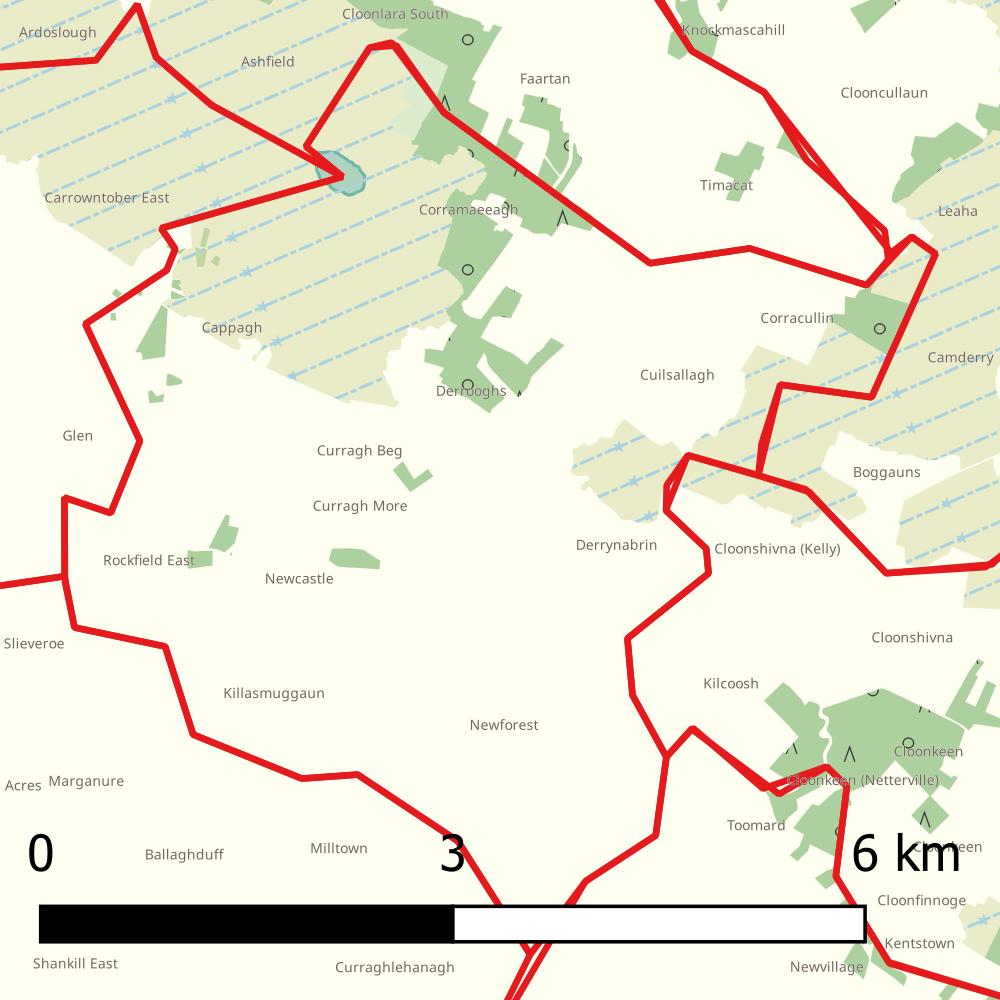 Cloonlara South
Knockmascahill
Ardoslough
Ashfield
Faartan
Clooncullaun
Timacat
Carrowntober East
Corramaeeagh
Leaha
Cappagh
Corracullin
Camderry
Cuilsallagh
Derrooghs
Glen
Curragh Beg
Boggauns
Curragh More
Derrynabrin
Cloonshivna (Kelly)
Rockfield East
Newcastle
Slieveroe
Cloonshivna
Kilcoosh
Killasmuggaun
Newforest
Cloonkeen
Acres
Marganure
Cloonkeen (Netterville)
Toomard
Milltown
Ballaghduff
Cloonkeen
0
3
6 km
Cloonfinnoge
Kentstown
Shankill East
Curraghlehanagh
Newvillage